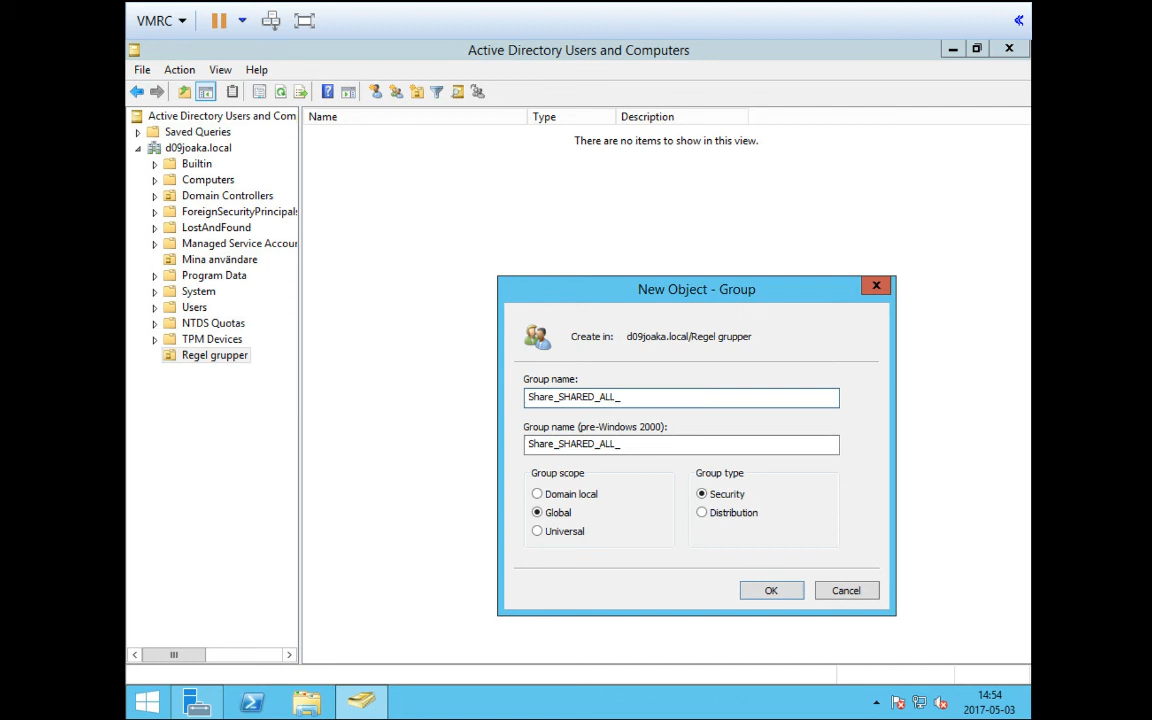 VMRC
Active Directory Users and Computers
File Action View Help
Active Directory Users and Com
Name Type Description
Saved Queries
There are no items to show in this view.
d09joaka.local
Builtin
Computers
Domain Controllers
ForeignSecurityPrincipals
LostAndFound
Managed Service Accou
Mina användare
Program Data
System
Users
NTDS Quotas
TPM Devices
Regel grupper
New Object - Group
Create in: d09joaka.local/Regel grupper
Group name:
Share_SHARED_ALL_
Group name (pre-Windows 2000):
Share_SHARED_ALL_
Group scope
Domain local
Global
Universal
Group type
Security
Distribution
OK Cancel
14:54
2017-05-03